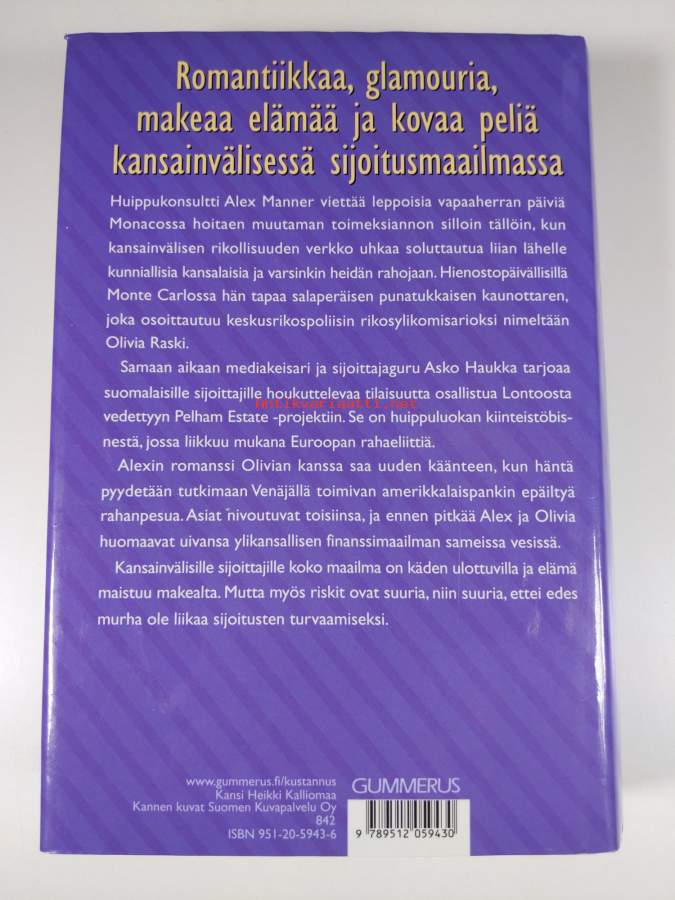 Romantiikkaa, glamouria,
makeaa elämää ja kovaa peliä
kansainvälisessä sijoitusmaailmassa
Huippukonsultti Alex Manner viettää leppoisia vapaaherran päiviä
Monacossa hoitaen muutaman toimeksiannon silloin tällöin, kun
kansainvälisen rikollisuuden verkko uhkaa soluttautua liian lähelle
kunniallisia kansalaisia ja varsinkin heidän rahojaan. Hienostopäivällisillä
Monte Carlossa hän tapaa salaperäisen punatukkaisen kaunottaren,
joka osoittautuu keskusrikospoliisin rikosylikomisarioksi nimeltään
Olivia Raski.
Samaan aikaan mediakeisari ja sijoittajaguru Asko Haukka tarjoaa
suomalaisille sijoittajille houkuttelevaa tilaisuutta osallistua Lontoosta
antikvariaatti.net
vedettyyn Pelham Estate -projektiin. Se on huippuluokan kiinteistöbis-
nestä, jossa liikkuu mukana Euroopan rahaeliittiä.
Alexin romanssi Olivian kanssa saa uuden käänteen, kun häntä
pyydetään tutkimaan Venäjällä toimivan amerikkalaispankin epäiltyä
rahanpesua. Asiat nivoutuvat toisiinsa, ja ennen pitkää Alex ja Olivia
huomaavat uivansa ylikansallisen finanssimaailman sameissa vesissä.
Kansainvälisille sijoittajille koko maailma on käden ulottuvilla ja elämä
maistuu makealta. Mutta myös riskit ovat suuria, niin suuria, ettei edes
murha ole liikaa sijoitusten turvaamiseksi.
www.gummerus.fi/kustannus
Kansi Heikki Kalliomaa
Kannen kuvat Suomen Kuvapalvelu Oy
842
ISBN 951-20-5943-6
GUMMERUS
9 789512 059430